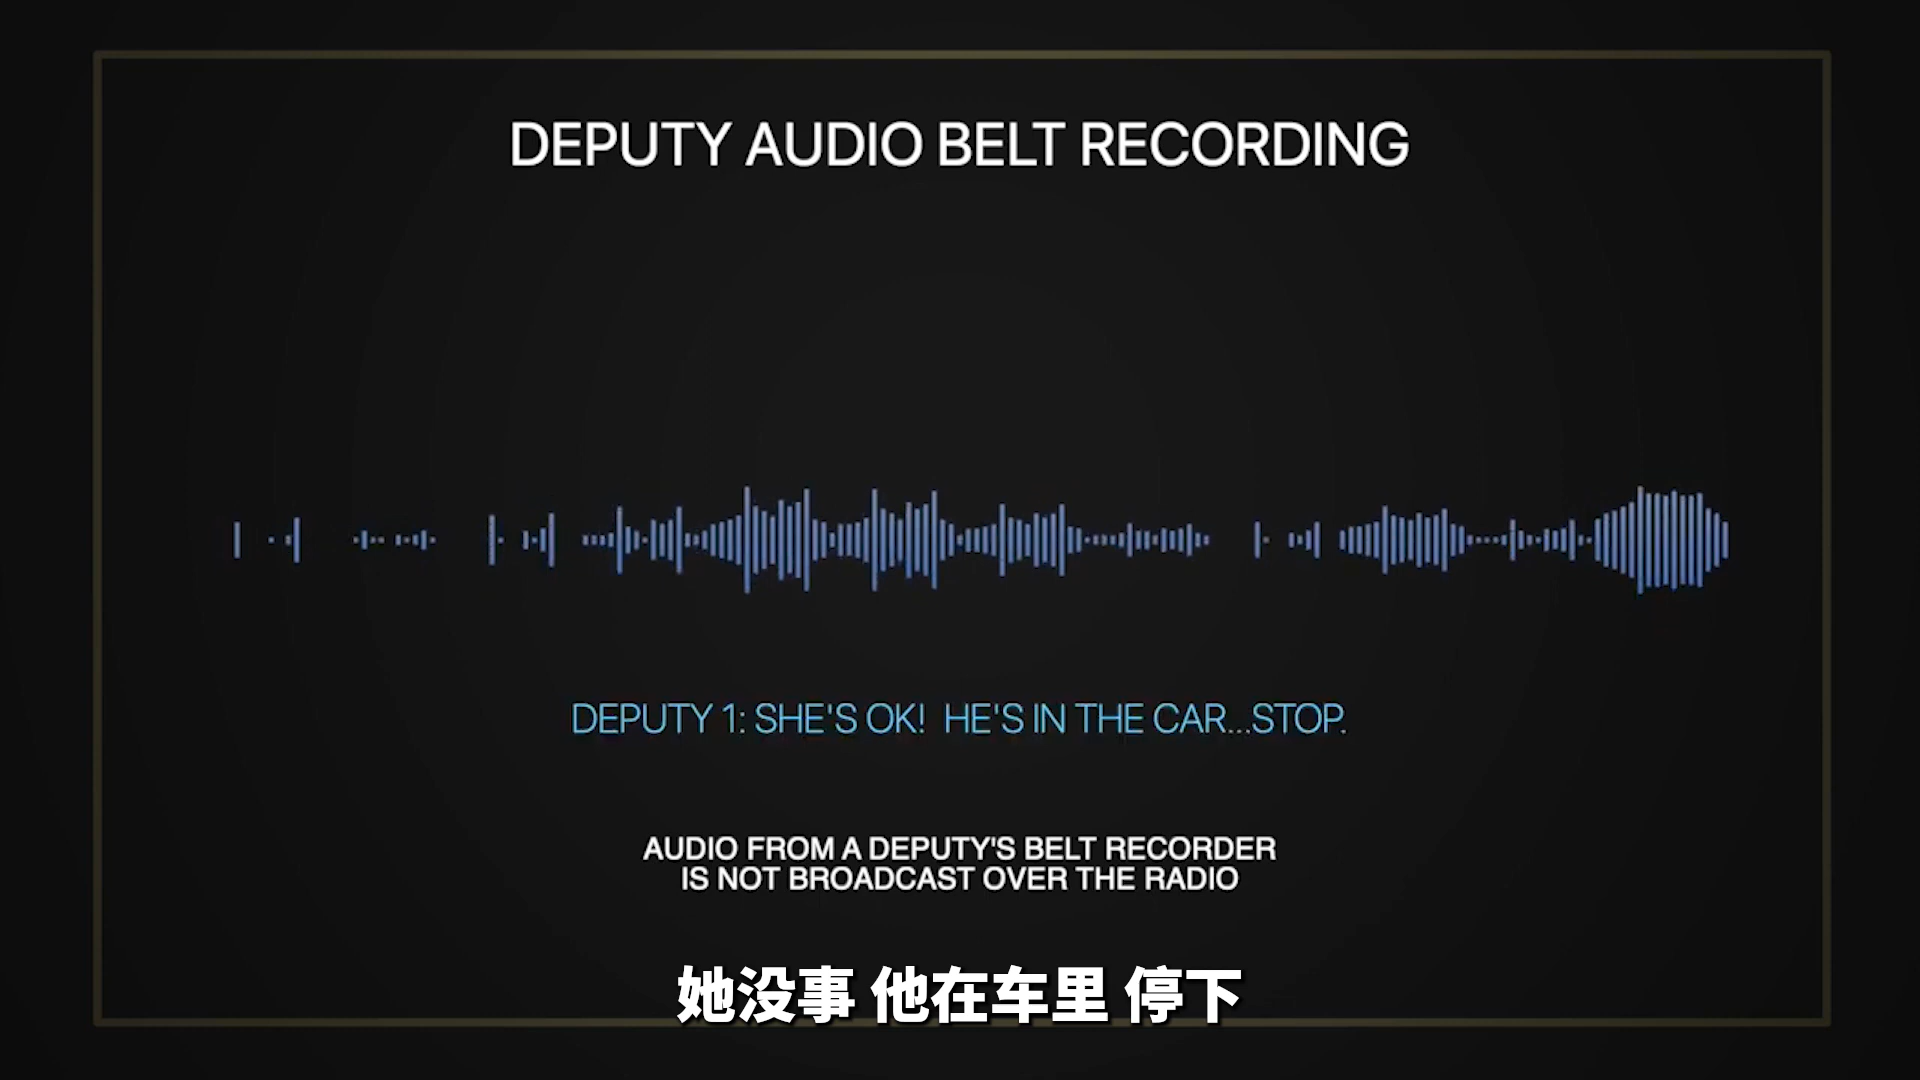 DEPUTY AUDIO BELT RECORDING
DEPUTY 1: SHE'S OK!  HE'S IN THE CAR...STOP.
AUDIO FROM A DEPUTY'S BELT RECORDER
IS NOT BROADCAST OVER THE RADIO
她没事 他在车里 停下